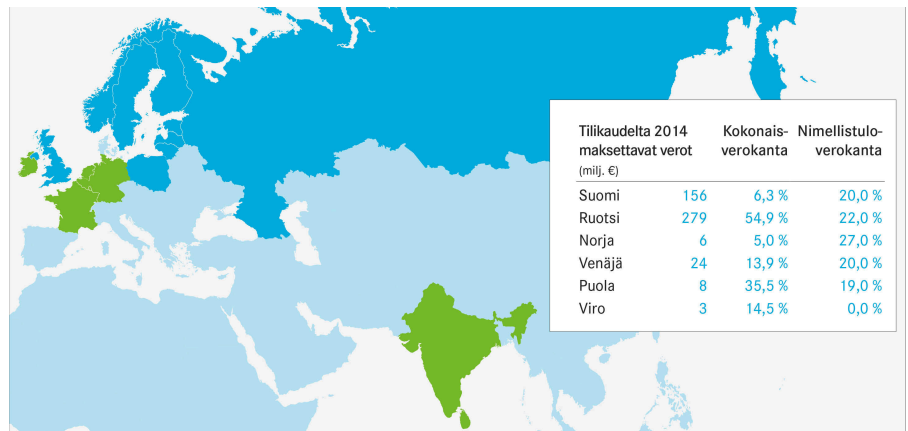 Tilikaudelta 2014 Kokonais- Nimellistulo-
maksettavat verot verokanta verokanta
(milj. €)
Suomi 156 6,3 % 20,0 %
Ruotsi 279 54,9 % 22,0 %
Norja 6 5,0 % 27,0 %
Venäjä 24 13,9 % 20,0 %
Puola 8 35,5 % 19,0 %
Viro 3 14,5 % 0,0 %